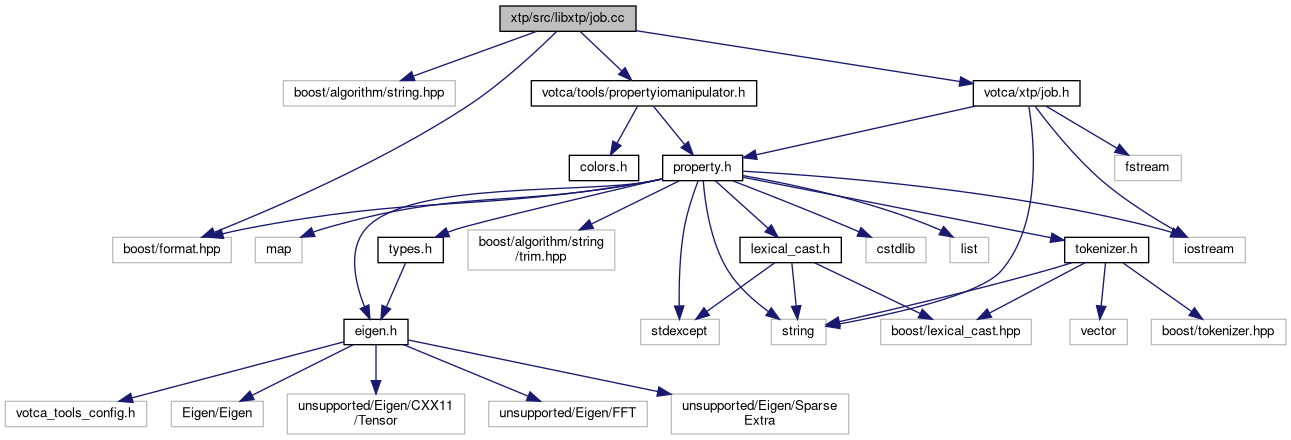 xtp/src/libxtp/job.cc
boost/algorithm/string.hpp
votca/tools/propertyiomanipulator.h
votca/xtp/job.h
colors.h
property.h
fstream
boost/format.hpp
map
types.h
boost/algorithm/string
/trim.hpp
lexical_cast.h
cstdlib
list
tokenizer.h
iostream
eigen.h
stdexcept
string
boost/lexical_cast.hpp
vector
boost/tokenizer.hpp
votca_tools_config.h
Eigen/Eigen
unsupported/Eigen/CXX11
/Tensor
unsupported/Eigen/FFT
unsupported/Eigen/Sparse
Extra